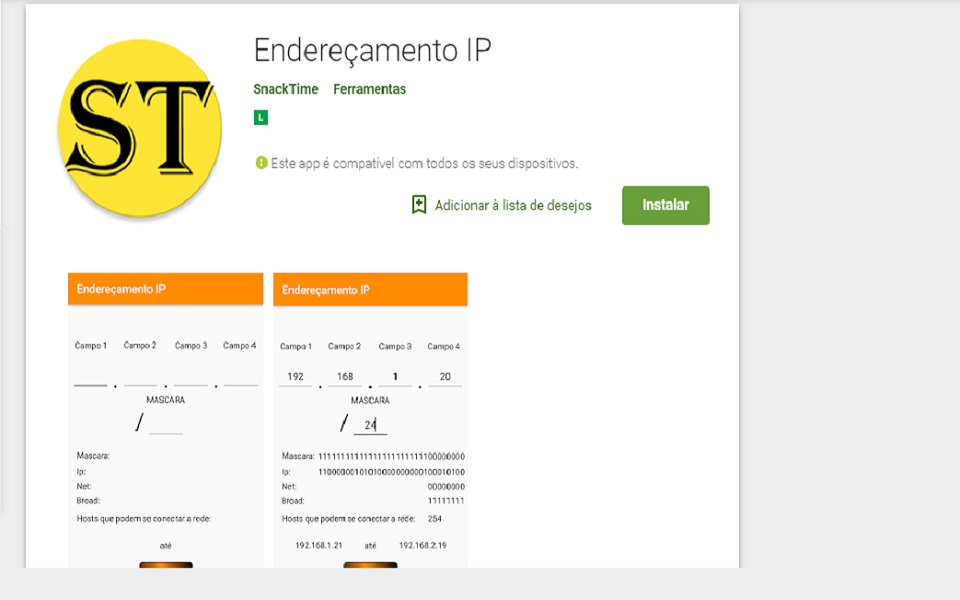 ST
Endereçamento IP
SnackTime Ferramentas
L
Este app é compatível com todos os seus dispositivos.
Adicionar à lista de desejos
Instalar
Endereçamento IP
Campo 1 Campo 2 Campo 3 Campo 4
. . .
MASCARA
/
Mascara:
Ip:
Net:
Broad:
Hosts que podem se conectar a rede:
até
Endereçamento IP
Campo 1 Campo 2 Campo 3 Campo 4
192 . 168 . 1 . 20
MASCARA
/ 24
Mascara: 11111111111111111111111100000000
Ip: 11000000101010000000000100010100
Net: 00000000
Broad: 11111111
Hosts que podem se conectar a rede: 254
192.168.1.21 até 192.168.2.19